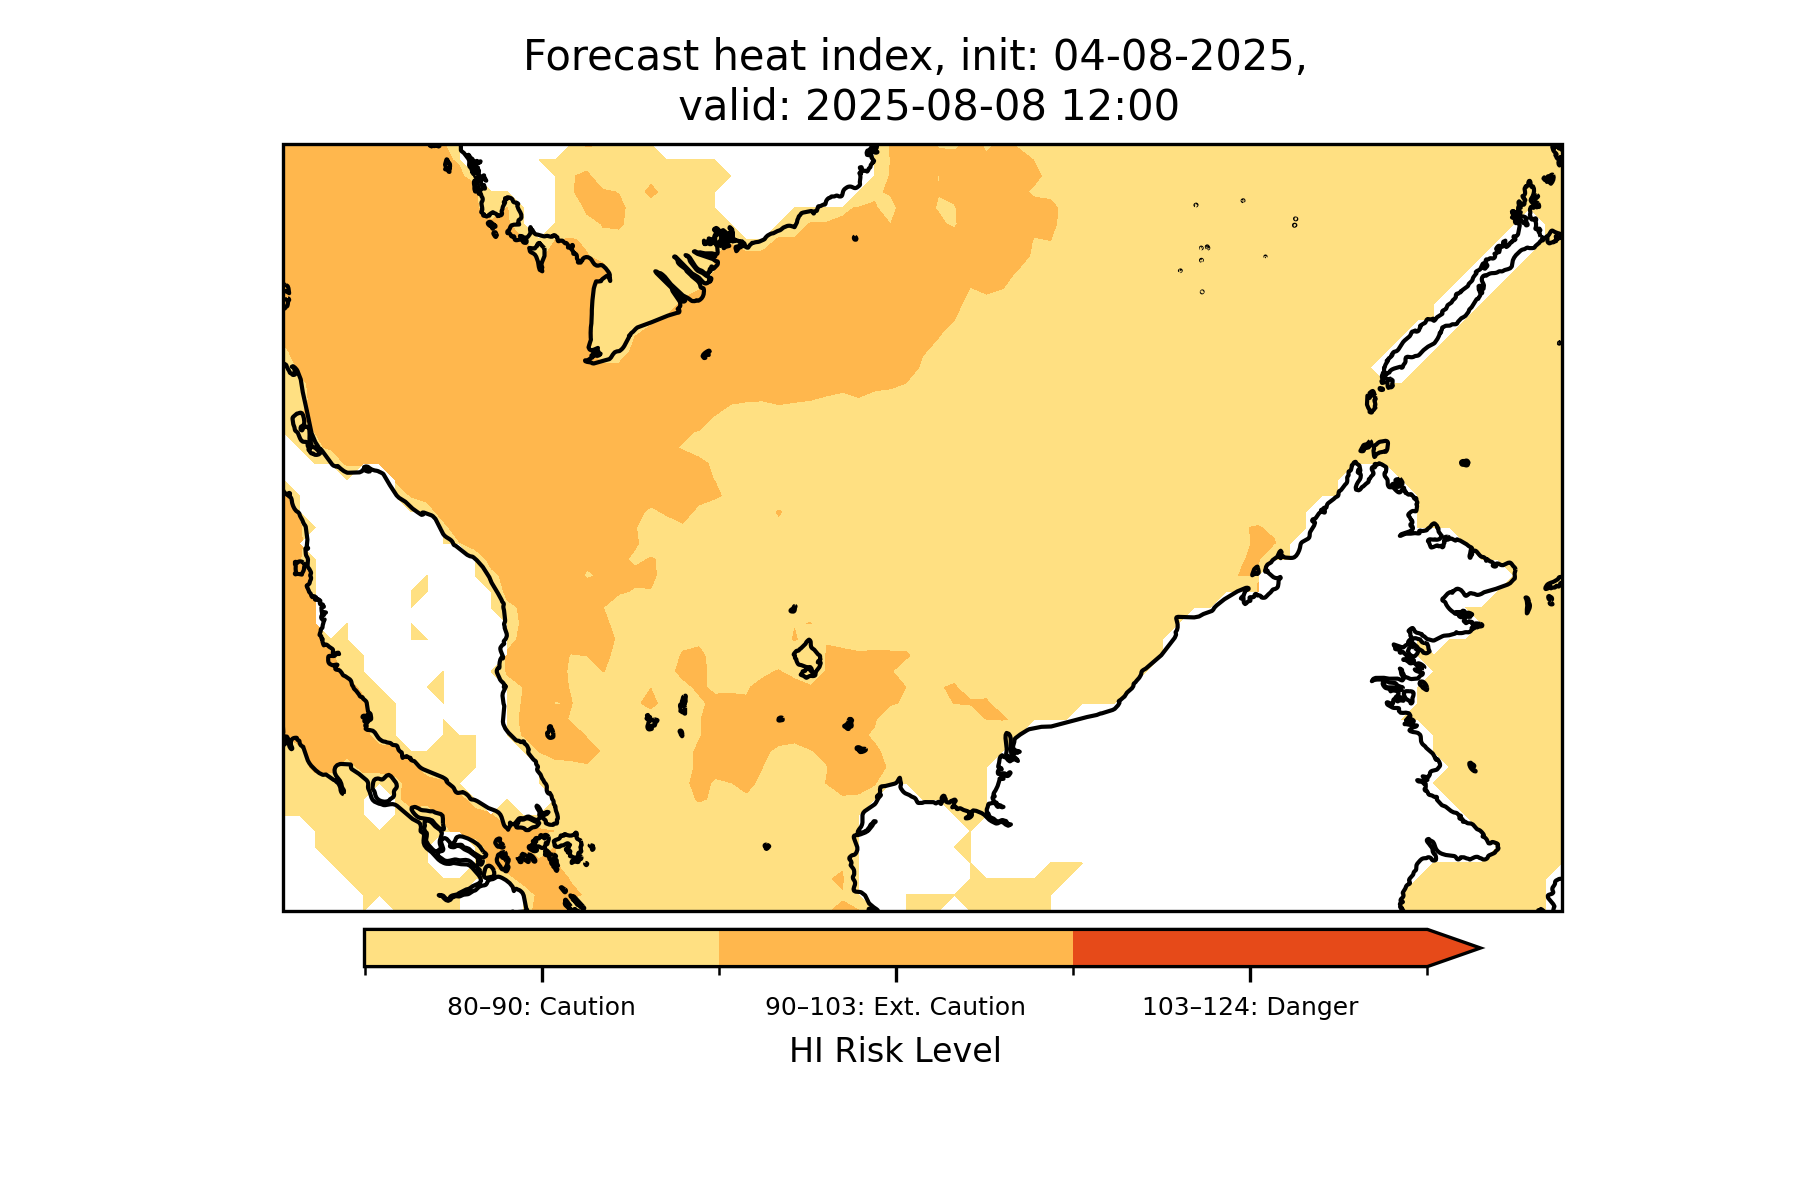 Forecast heat index, init: 04-08-2025,
valid: 2025-08-08 12:00
80–90: Caution
90–103: Ext. Caution
103–124: Danger
HI Risk Level